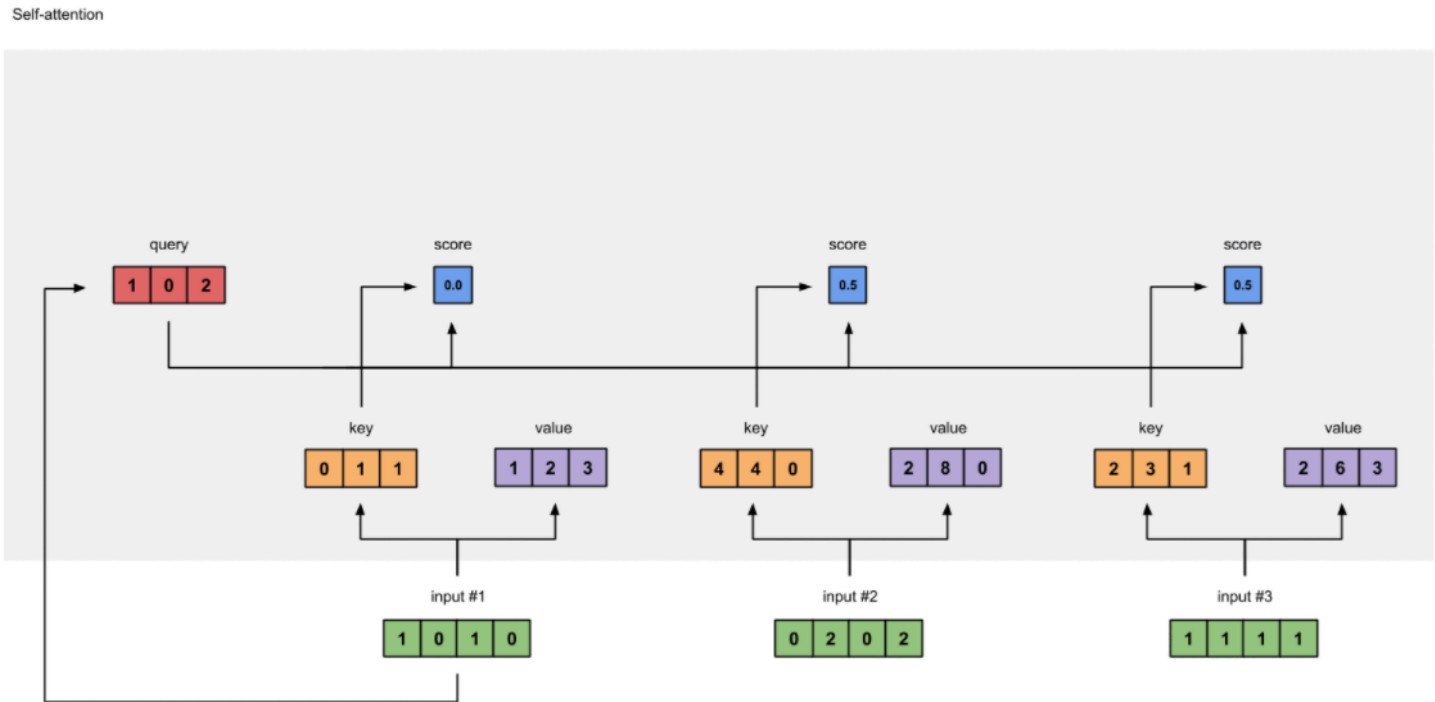 Self-attention
query score score score
1 0 2 0.0 0.5 0.5
key value key value key value
0 1 1 1 2 3 4 4 0 2 8 0 2 3 1 2 6 3
input #1 input #2 input #3
1 0 1 0 0 2 0 2 1 1 1 1